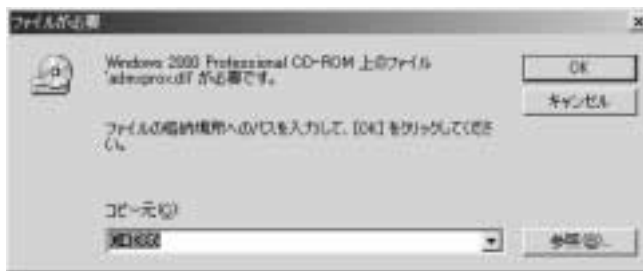 ファイルが必要
Windows 2000 Professional CD-ROM 上のファイル
'admxprox.dll' が必要です。
OK
キャンセル
ファイルの格納場所へのパスを入力して、[OK] をクリックしてくださ
い。
コピー元(C)
参照(B)...